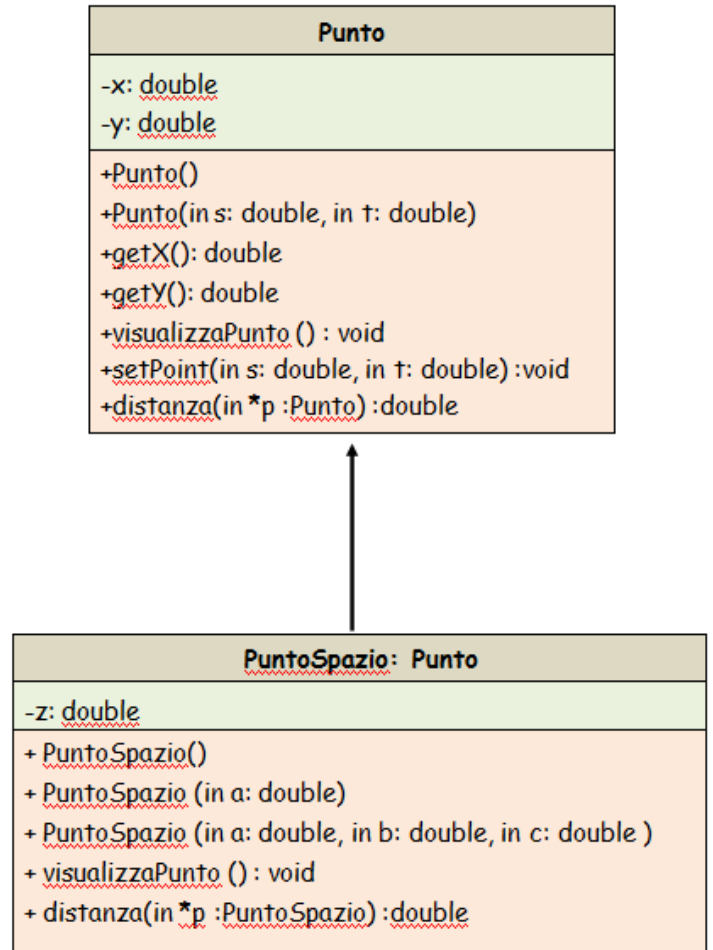 Punto
-x: double
-y: double
+Punto()
+Punto(in s: double, in t: double)
+getX(): double
+getY(): double
+visualizzaPunto () : void
+setPoint(in s: double, in t: double) :void
+distanza(in *p :Punto) :double
PuntoSpazio: Punto
-z: double
+ PuntoSpazio()
+ PuntoSpazio (in a: double)
+ PuntoSpazio (in a: double, in b: double, in c: double )
+ visualizzaPunto () : void
+ distanza(in *p :PuntoSpazio) :double